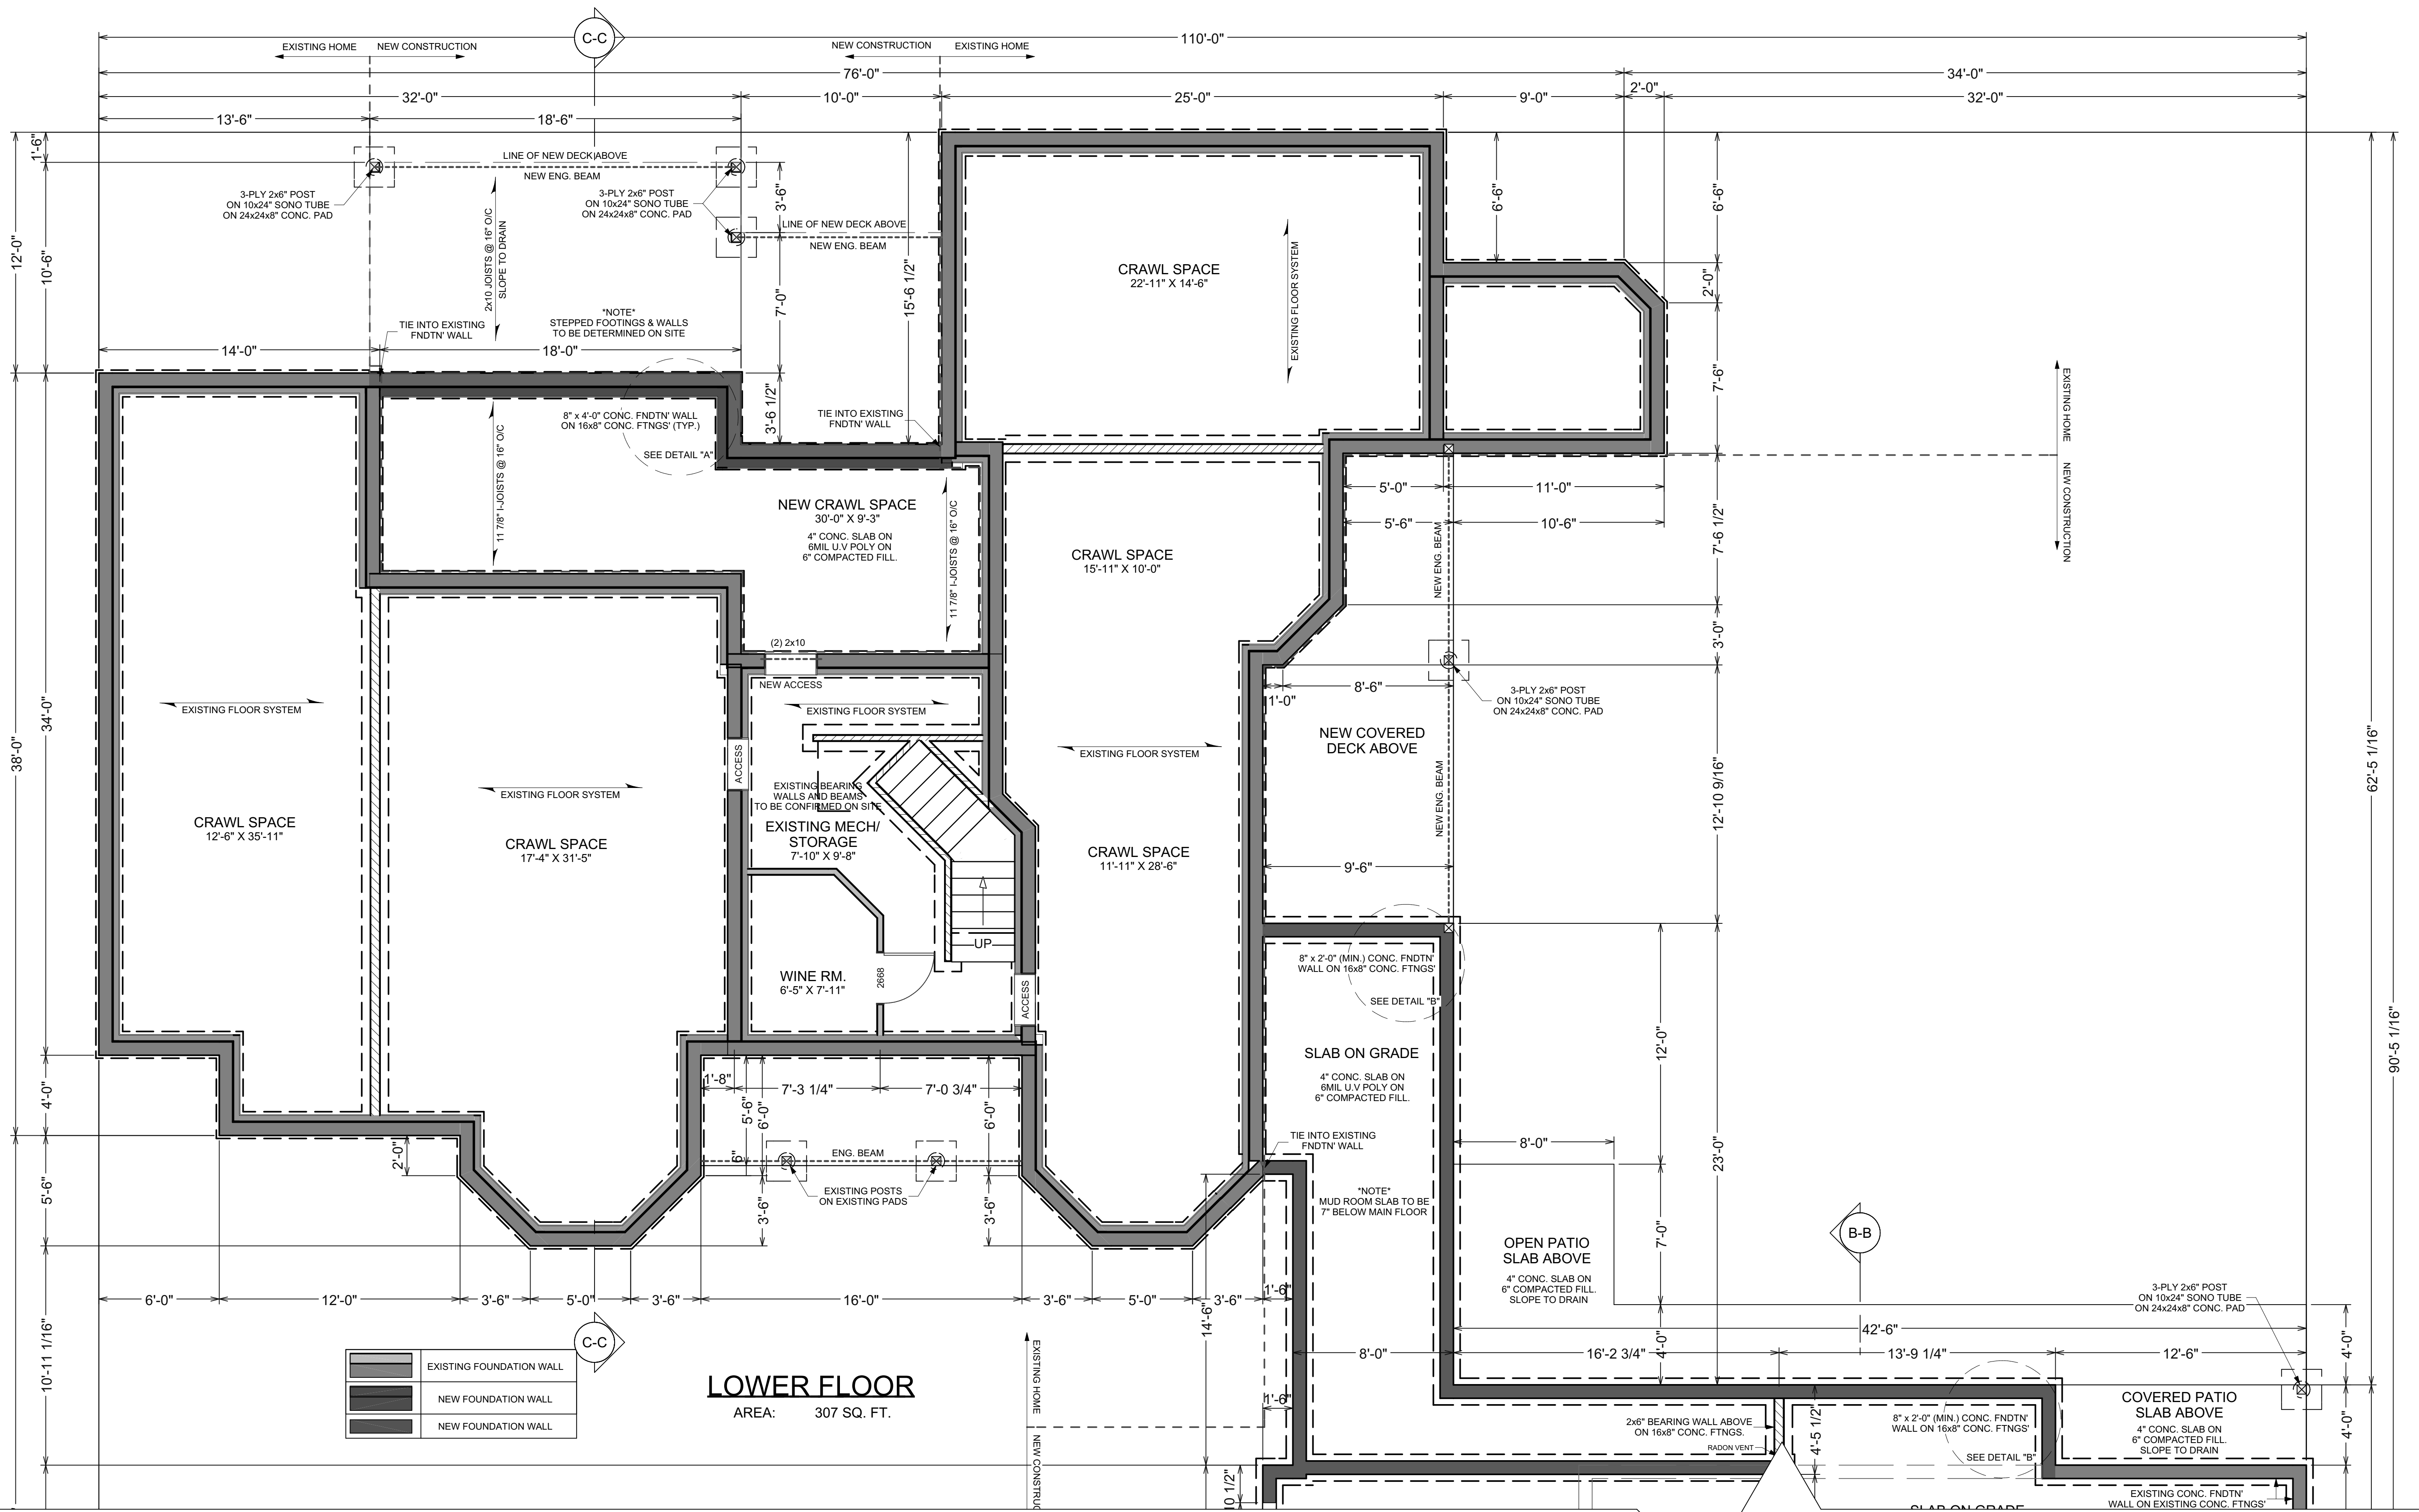 C-C
110'-0"
EXISTING HOME
NEW CONSTRUCTION
NEW CONSTRUCTION
EXISTING HOME
76'-0"
34'-0"
32'-0"
10'-0"
25'-0"
9'-0"
2'-0"
32'-0"
13'-6"
18'-6"
1'-6"
12'-0"
10'-6"
LINE OF NEW DECK ABOVE
NEW ENG. BEAM
3-PLY 2x6" POST
ON 10x24" SONO TUBE
ON 24x24x8" CONC. PAD
3-PLY 2x6" POST
ON 10x24" SONO TUBE
ON 24x24x8" CONC. PAD
2x10 JOISTS @ 16" O/C
SLOPE TO DRAIN
3'-6"
LINE OF NEW DECK ABOVE
NEW ENG. BEAM
7'-0"
15'-6 1/2"
CRAWL SPACE
22'-11" X 14'-6"
EXISTING FLOOR SYSTEM
6'-6"
6'-6"
2'-0"
7'-6"
TIE INTO EXISTING
FNDTN' WALL
*NOTE*
STEPPED FOOTINGS & WALLS
TO BE DETERMINED ON SITE
14'-0"
18'-0"
3'-6 1/2"
8" x 4'-0" CONC. FNDTN' WALL
ON 16x8" CONC. FTNGS' (TYP.)
SEE DETAIL "A"
TIE INTO EXISTING
FNDTN' WALL
11 7/8" I-JOISTS @ 16" O/C
NEW CRAWL SPACE
30'-0" X 9'-3"
4" CONC. SLAB ON
6MIL U.V POLY ON
6" COMPACTED FILL.
11 7/8" I-JOISTS @ 16" O/C
EXISTING HOME
NEW CONSTRUCTION
5'-0"
11'-0"
5'-6"
10'-6"
7'-6 1/2"
NEW ENG. BEAM
CRAWL SPACE
15'-11" X 10'-0"
3'-0"
(2) 2x10
NEW ACCESS
EXISTING FLOOR SYSTEM
EXISTING FLOOR SYSTEM
1'-0"
8'-6"
3-PLY 2x6" POST
ON 10x24" SONO TUBE
ON 24x24x8" CONC. PAD
38'-0"
34'-0"
NEW COVERED
DECK ABOVE
ACCESS
EXISTING FLOOR SYSTEM
EXISTING FLOOR SYSTEM
NEW ENG. BEAM
12'-10 9/16"
62'-5 1/16"
EXISTING BEARING
WALLS AND BEAMS
TO BE CONFIRMED ON SITE
CRAWL SPACE
12'-6" X 35'-11"
CRAWL SPACE
17'-4" X 31'-5"
EXISTING MECH/
STORAGE
7'-10" X 9'-8"
CRAWL SPACE
11'-11" X 28'-6"
9'-6"
UP
WINE RM.
6'-5" X 7'-11"
2668
ACCESS
8" x 2'-0" (MIN.) CONC. FNDTN'
WALL ON 16x8" CONC. FTNGS'
SEE DETAIL "B"
12'-0"
90'-5 1/16"
SLAB ON GRADE
4" CONC. SLAB ON
6MIL U.V POLY ON
6" COMPACTED FILL.
4'-0"
1'-8"
7'-3 1/4"
7'-0 3/4"
5'-6"
6'-0"
6'-0"
6"
2'-0"
ENG. BEAM
EXISTING POSTS
ON EXISTING PADS
3'-6"
3'-6"
TIE INTO EXISTING
FNDTN' WALL
8'-0"
23'-0"
5'-6"
*NOTE*
MUD ROOM SLAB TO BE
7" BELOW MAIN FLOOR
7'-0"
OPEN PATIO
SLAB ABOVE
4" CONC. SLAB ON
6" COMPACTED FILL.
SLOPE TO DRAIN
B-B
3-PLY 2x6" POST
ON 10x24" SONO TUBE
ON 24x24x8" CONC. PAD
6'-0"
12'-0"
3'-6"
5'-0"
3'-6"
16'-0"
3'-6"
5'-0"
3'-6"
1'-6"
14'-6"
10'-11 1/16"
C-C
42'-6"
4'-0"
4'-0"
8'-0"
16'-2 3/4"
13'-9 1/4"
12'-6"
EXISTING FOUNDATION WALL
NEW FOUNDATION WALL
NEW FOUNDATION WALL
LOWER FLOOR
AREA: 307 SQ. FT.
EXISTING HOME
1'-6"
2x6" BEARING WALL ABOVE
ON 16x8" CONC. FTNGS.
RADON VENT
4'-5 1/2"
8" x 2'-0" (MIN.) CONC. FNDTN'
WALL ON 16x8" CONC. FTNGS'
SEE DETAIL "B"
COVERED PATIO
SLAB ABOVE
4" CONC. SLAB ON
6" COMPACTED FILL.
SLOPE TO DRAIN
4'-0"
EXISTING CONC. FNDTN'
WALL ON EXISTING CONC. FTNGS'